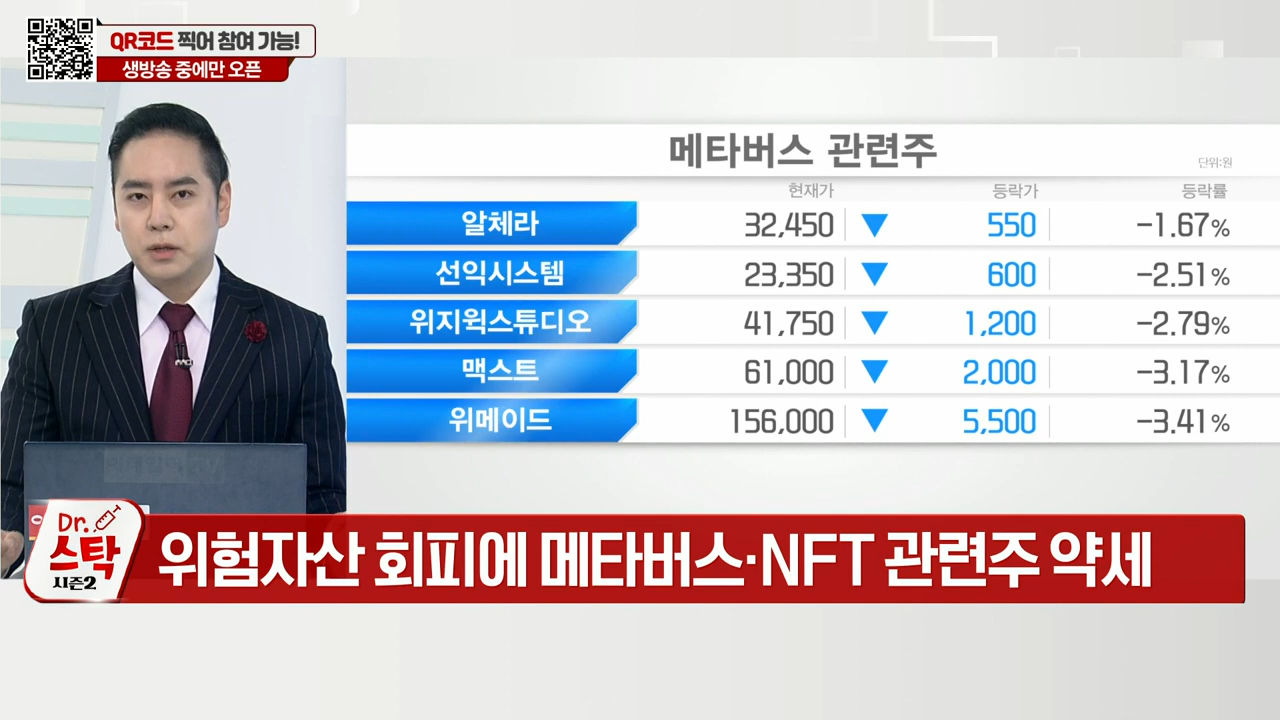 QR코드 찍어 참여 가능!
생방송 중에만 오픈
메타버스 관련주
단위:원
현재가 등락가 등락률
알체라 32,450 ▼ 550 -1.67%
선익시스템 23,350 ▼ 600 -2.51%
위지윅스튜디오 41,750 ▼ 1,200 -2.79%
맥스트 61,000 ▼ 2,000 -3.17%
위메이드 156,000 ▼ 5,500 -3.41%
Dr.
스탁
시즌2
위험자산 회피에 메타버스·NFT 관련주 약세